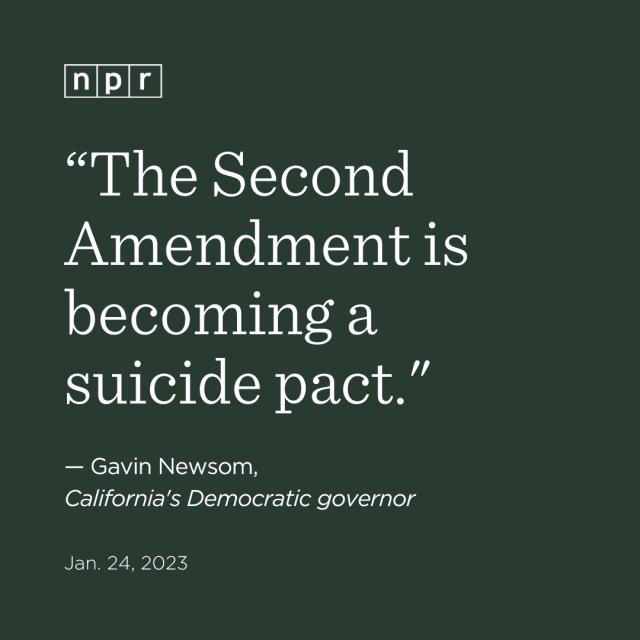 npr
“The Second
Amendment is
becoming a
suicide pact."
— Gavin Newsom,
California's Democratic governor
Jan. 24, 2023